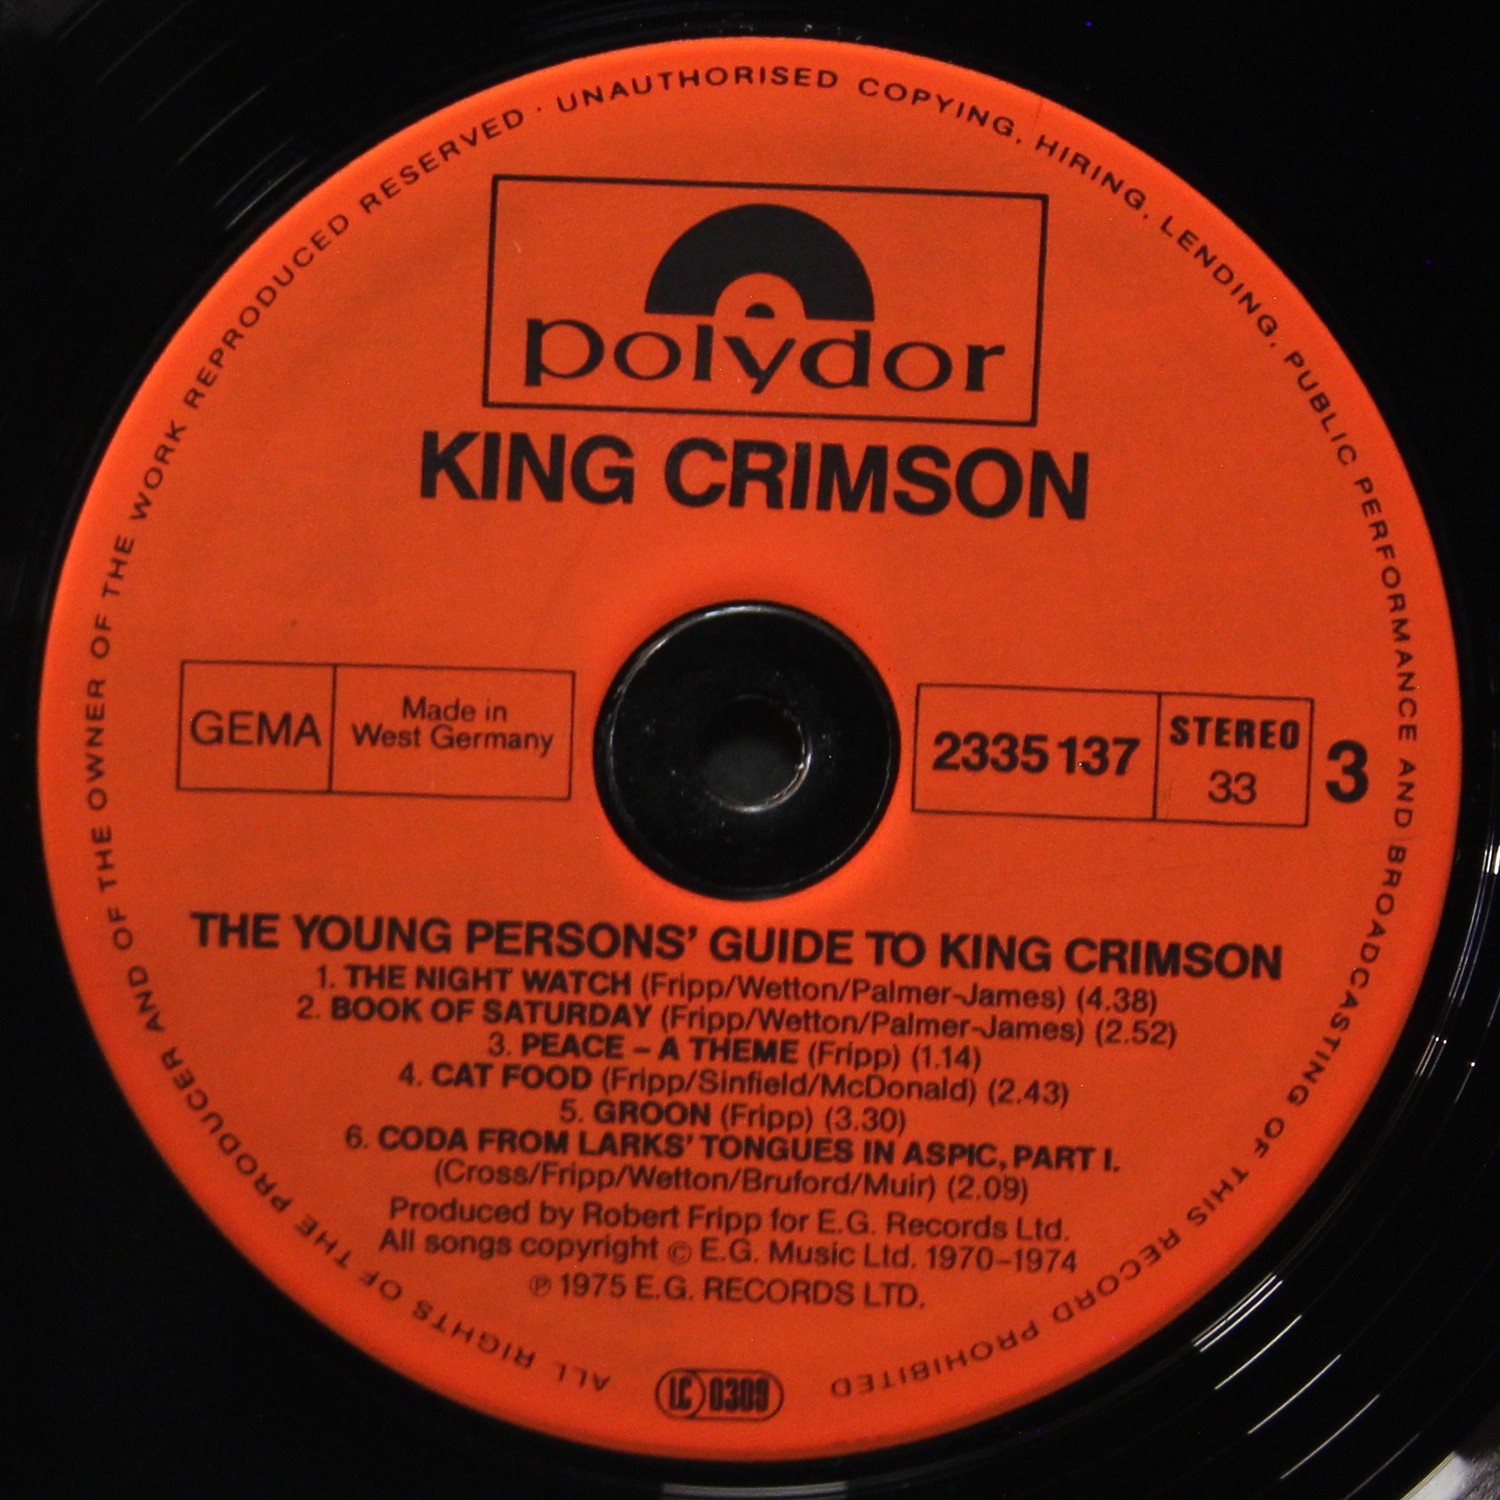 ALL RIGHTS OF THE PRODUCER AND OF THE OWNER OF THE WORK REPRODUCED RESERVED · UNAUTHORISED COPYING, HIRING, LENDING, PUBLIC PERFORMANCE AND BROADCASTING OF THIS RECORD PROHIBITED
polydor
KING CRIMSON
GEMA
Made in
West Germany
2335 137
STEREO
33
3
THE YOUNG PERSONS' GUIDE TO KING CRIMSON
1. THE NIGHT WATCH (Fripp/Wetton/Palmer-James) (4.38)
2. BOOK OF SATURDAY (Fripp/Wetton/Palmer-James) (2.52)
3. PEACE – A THEME (Fripp) (1.14)
4. CAT FOOD (Fripp/Sinfield/McDonald) (2.43)
5. GROON (Fripp) (3.30)
6. CODA FROM LARKS' TONGUES IN ASPIC, PART I.
(Cross/Fripp/Wetton/Bruford/Muir) (2.09)
Produced by Robert Fripp for E.G. Records Ltd.
All songs copyright © E.G. Music Ltd. 1970–1974
℗ 1975 E.G. RECORDS LTD.
LC 0309